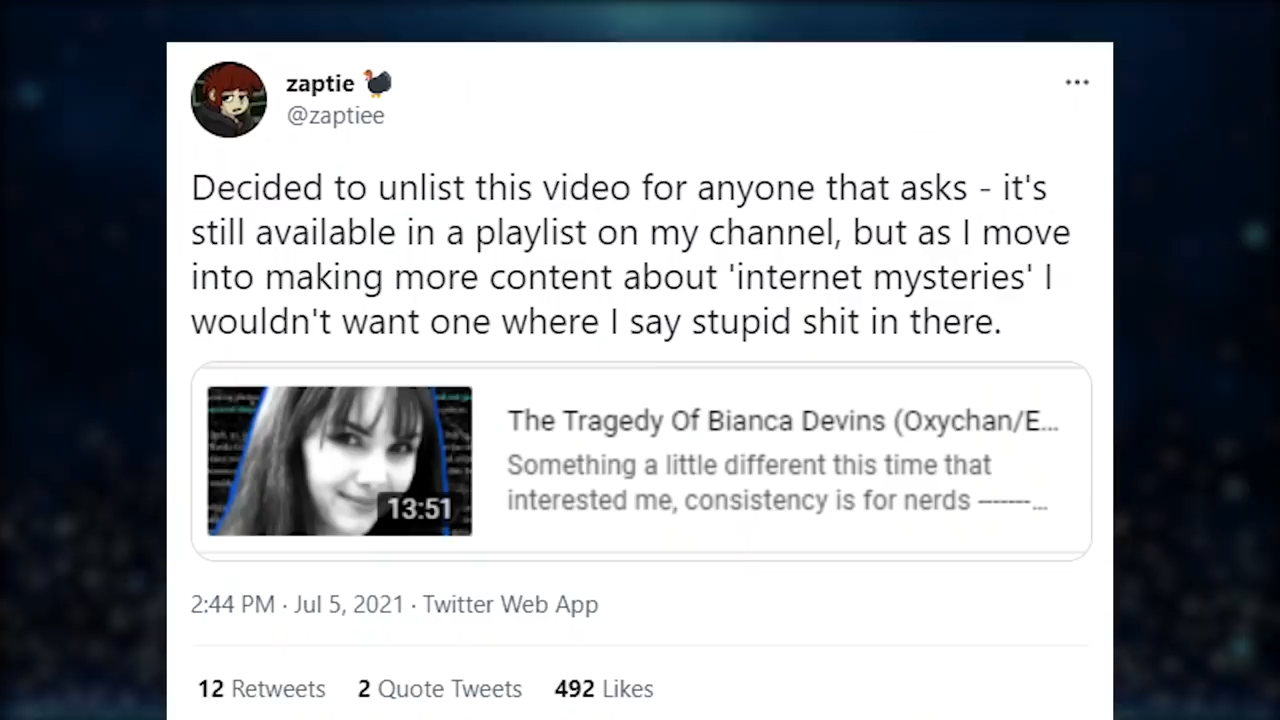 zaptie
@zaptiee
Decided to unlist this video for anyone that asks - it's
still available in a playlist on my channel, but as I move
into making more content about 'internet mysteries' I
wouldn't want one where I say stupid shit in there.
13:51
The Tragedy Of Bianca Devins (Oxychan/E...
Something a little different this time that
interested me, consistency is for nerds -------...
2:44 PM · Jul 5, 2021 · Twitter Web App
12 Retweets 2 Quote Tweets 492 Likes